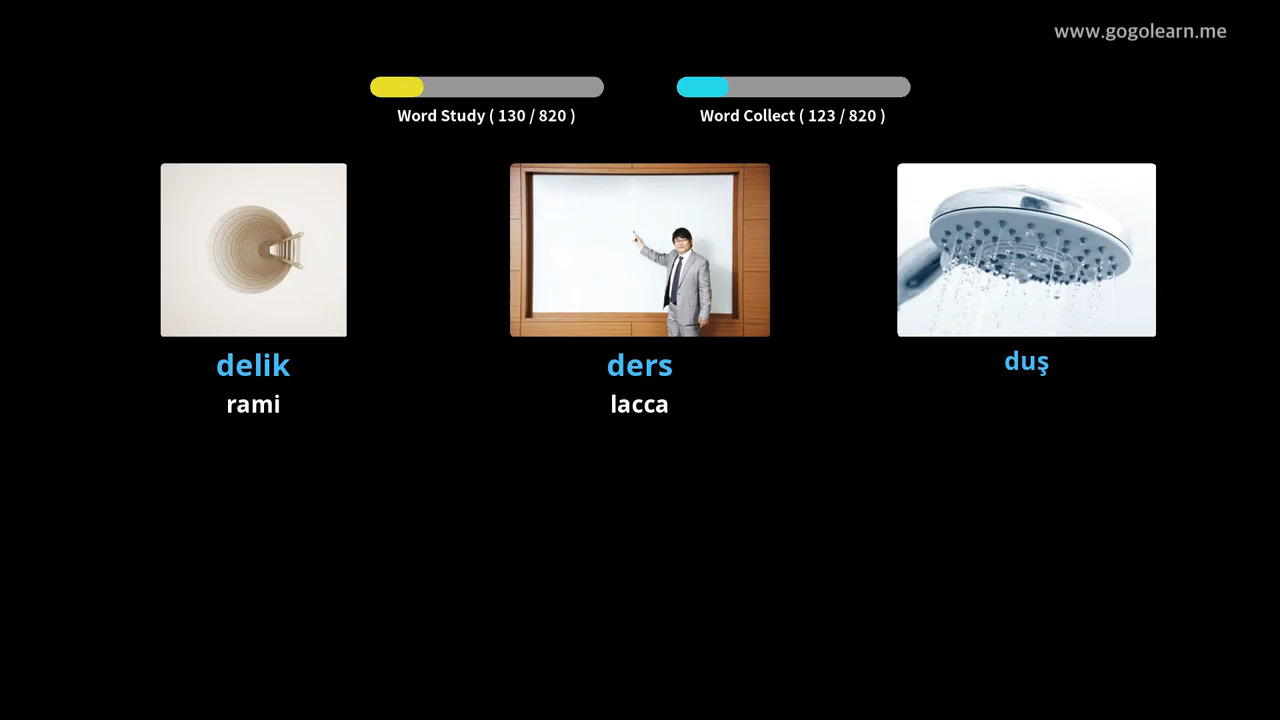 www.gogolearn.me
Word Study ( 130 / 820 )
Word Collect ( 123 / 820 )
delik
rami
ders
lacca
duş